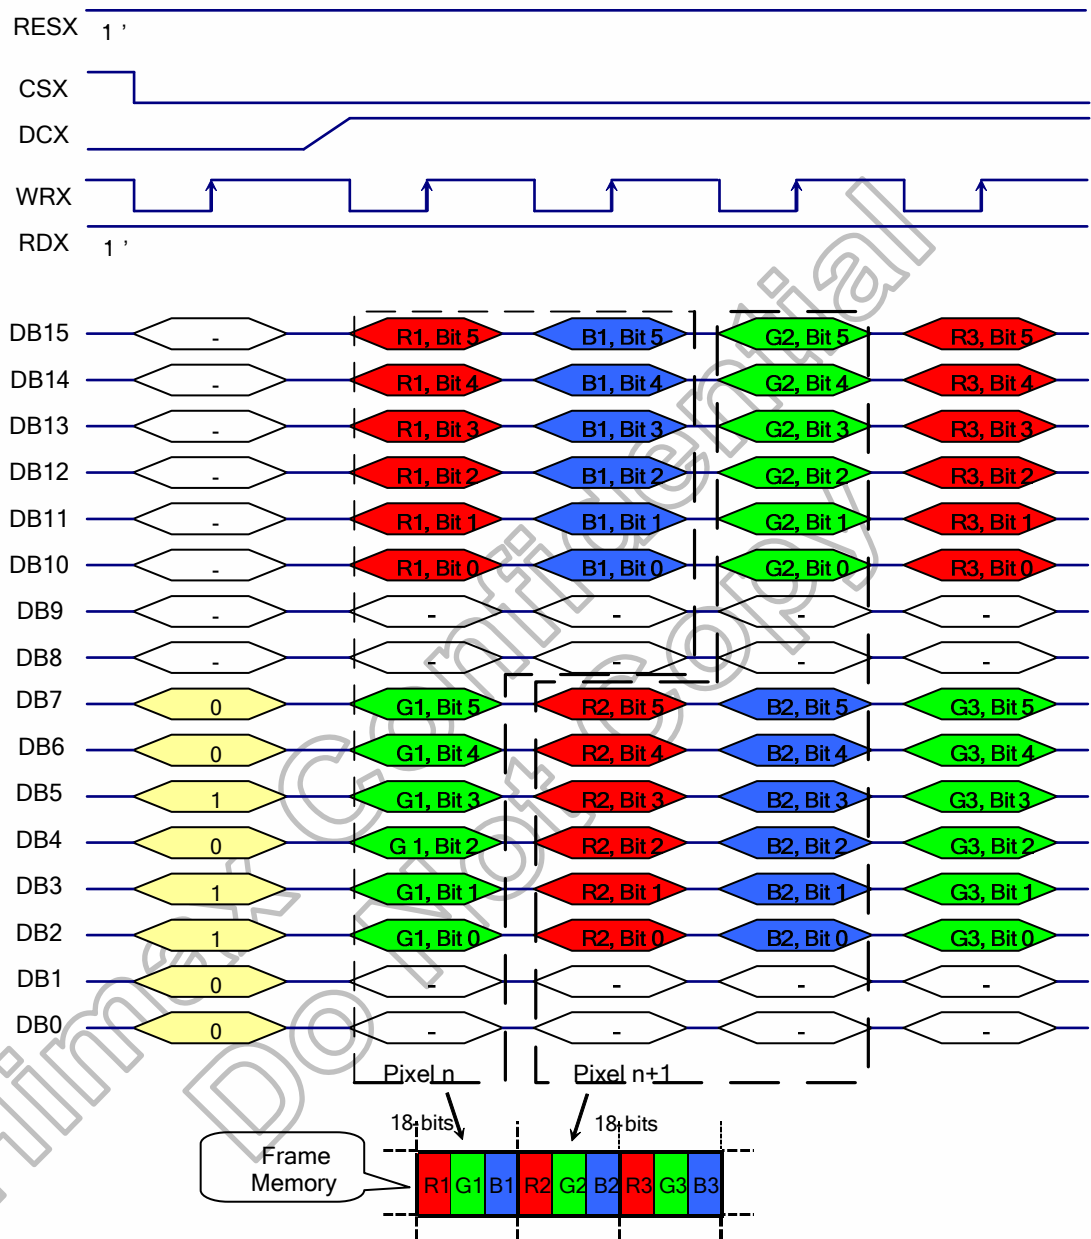 RESX 1 ’
CSX
DCX
WRX
RDX 1 ’
DB15 - R1, Bit 5 B1, Bit 5 G2, Bit 5 R3, Bit 5
DB14 - R1, Bit 4 B1, Bit 4 G2, Bit 4 R3, Bit 4
DB13 - R1, Bit 3 B1, Bit 3 G2, Bit 3 R3, Bit 3
DB12 - R1, Bit 2 B1, Bit 2 G2, Bit 2 R3, Bit 2
DB11 - R1, Bit 1 B1, Bit 1 G2, Bit 1 R3, Bit 1
DB10 - R1, Bit 0 B1, Bit 0 G2, Bit 0 R3, Bit 0
DB9 - - - - -
DB8 - - - - -
DB7 0 G1, Bit 5 R2, Bit 5 B2, Bit 5 G3, Bit 5
DB6 0 G1, Bit 4 R2, Bit 4 B2, Bit 4 G3, Bit 4
DB5 1 G1, Bit 3 R2, Bit 3 B2, Bit 3 G3, Bit 3
DB4 0 G 1, Bit 2 R2, Bit 2 B2, Bit 2 G3, Bit 2
DB3 1 G1, Bit 1 R2, Bit 1 B2, Bit 1 G3, Bit 1
DB2 1 G1, Bit 0 R2, Bit 0 B2, Bit 0 G3, Bit 0
DB1 0 - - - -
DB0 0 - - - -
Pixel n Pixel n+1
18-bits 18-bits
Frame
Memory
R1 G1 B1 R2 G2 B2 R3 G3 B3
Himax Confidential
Do Not Copy